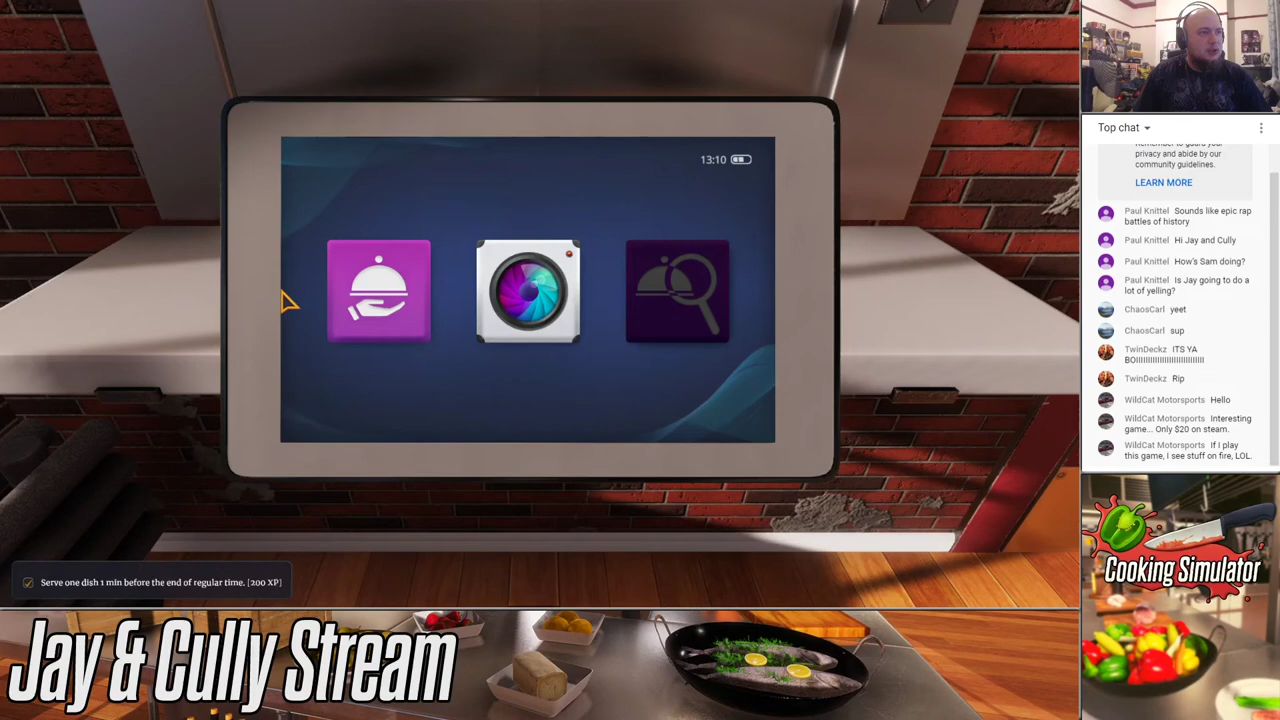 13:10
Serve one dish 1 min before the end of regular time. [200 XP]
Jay & Cully Stream
Top chat
privacy and abide by our
community guidelines.
LEARN MORE
Paul Knittel Sounds like epic rap
battles of history
Paul Knittel Hi Jay and Cully
Paul Knittel How's Sam doing?
Paul Knittel Is Jay going to do a
lot of yelling?
ChaosCarl yeet
ChaosCarl sup
TwinDeckz ITS YA
TwinDeckz Rip
WildCat Motorsports Hello
WildCat Motorsports Interesting
game... Only $20 on steam.
WildCat Motorsports If I play
this game, I see stuff on fire, LOL.
Cooking Simulator